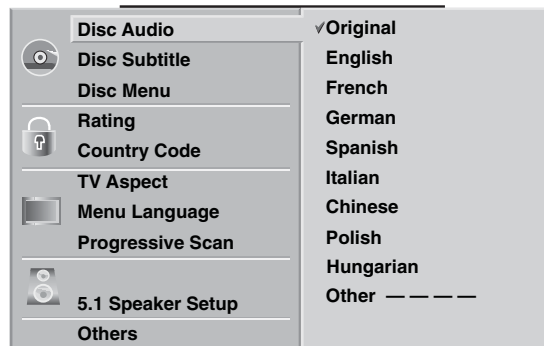 Disc Audio
Disc Subtitle
Disc Menu
Rating
Country Code
TV Aspect
Menu Language
Progressive Scan
5.1 Speaker Setup
Others
✓Original
English
French
German
Spanish
Italian
Chinese
Polish
Hungarian
Other — — — —